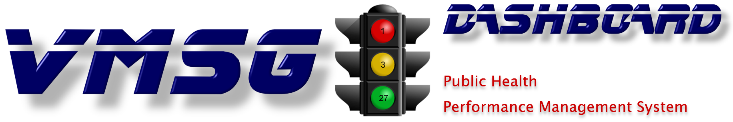 VMSG
DASHBOARD
1
3
27
Public Health
Performance Management System